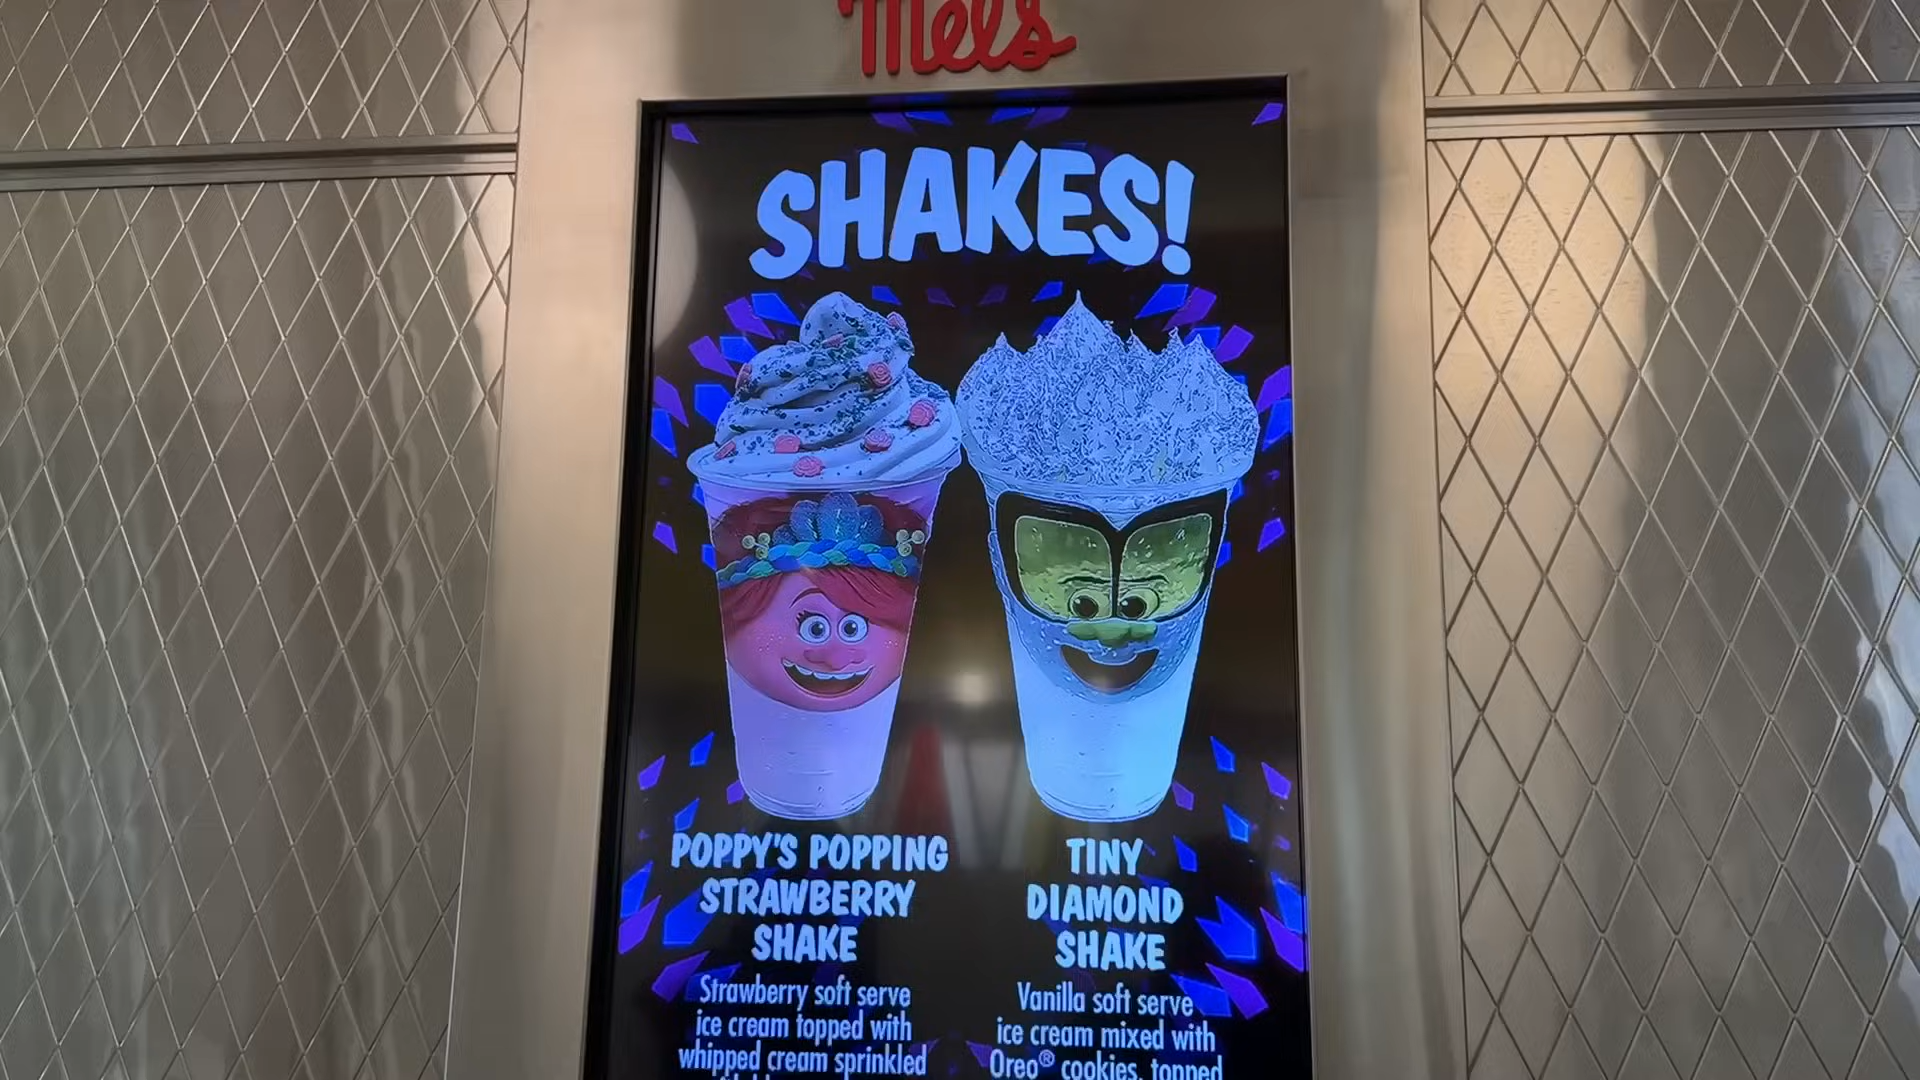 Mel's
SHAKES!
POPPY'S POPPING
STRAWBERRY
SHAKE
Strawberry soft serve
ice cream topped with
whipped cream sprinkled
TINY
DIAMOND
SHAKE
Vanilla soft serve
ice cream mixed with
Oreo® cookies, topped